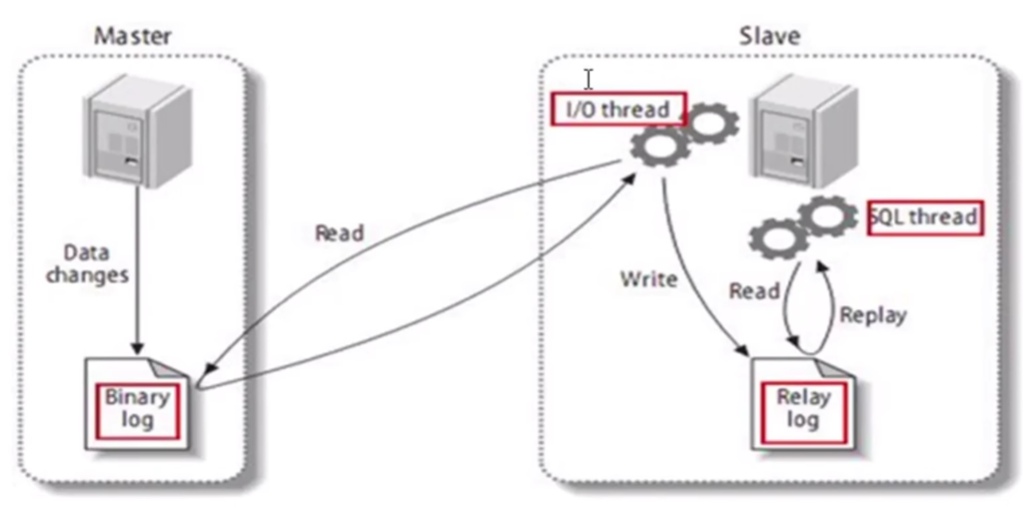 Master
Slave
I/O thread
SQL thread
Read
Data
changes
Write
Read
Replay
Binary
log
Relay
log